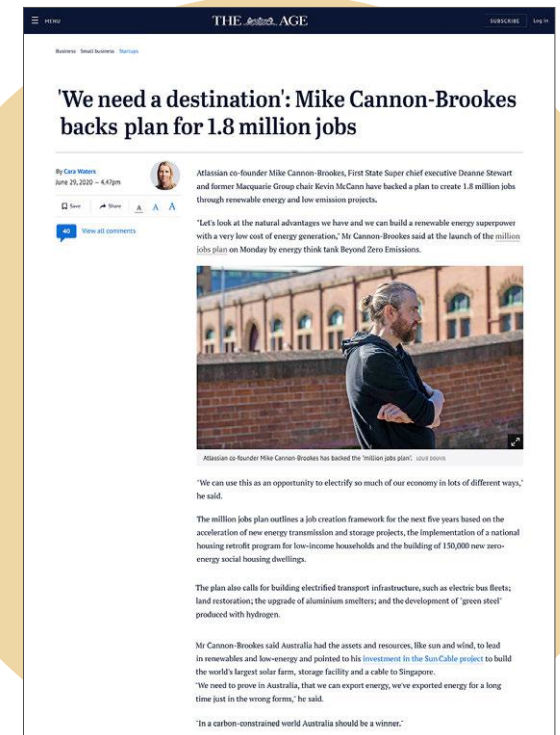 MENU
THE AGE
SUBSCRIBE
Log in
Business Small business Startups
'We need a destination': Mike Cannon-Brookes
backs plan for 1.8 million jobs
By Cara Waters
June 29, 2020 — 4.47pm
Save
Share
A A A
40 View all comments
Atlassian co-founder Mike Cannon-Brookes, First State Super chief executive Deanne Stewart
and former Macquarie Group chair Kevin McCann have backed a plan to create 1.8 million jobs
through renewable energy and low emission projects.
"Let's look at the natural advantages we have and we can build a renewable energy superpower
with a very low cost of energy generation," Mr Cannon-Brookes said at the launch of the million
jobs plan on Monday by energy think tank Beyond Zero Emissions.
Atlassian co-founder Mike Cannon-Brookes has backed the 'million jobs plan'. LOUIE DOUVIS
"We can use this as an opportunity to electrify so much of our economy in lots of different ways,"
he said.
The million jobs plan outlines a job creation framework for the next five years based on the
acceleration of new energy transmission and storage projects, the implementation of a national
housing retrofit program for low-income households and the building of 150,000 new zero-
energy social housing dwellings.
The plan also calls for building electrified transport infrastructure, such as electric bus fleets;
land restoration; the upgrade of aluminium smelters; and the development of "green steel"
produced with hydrogen.
Mr Cannon-Brookes said Australia had the assets and resources, like sun and wind, to lead
in renewables and low-energy and pointed to his investment in the Sun Cable project to build
the world's largest solar farm, storage facility and a cable to Singapore.
"We need to prove in Australia, that we can export energy, we've exported energy for a long
time just in the wrong forms," he said.
"In a carbon-constrained world Australia should be a winner."